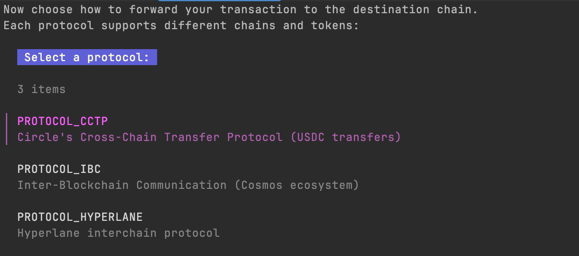 Now choose how to forward your transaction to the destination chain.
Each protocol supports different chains and tokens:
Select a protocol:
3 items
PROTOCOL_CCTP
Circle's Cross-Chain Transfer Protocol (USDC transfers)
PROTOCOL_IBC
Inter-Blockchain Communication (Cosmos ecosystem)
PROTOCOL_HYPERLANE
Hyperlane interchain protocol